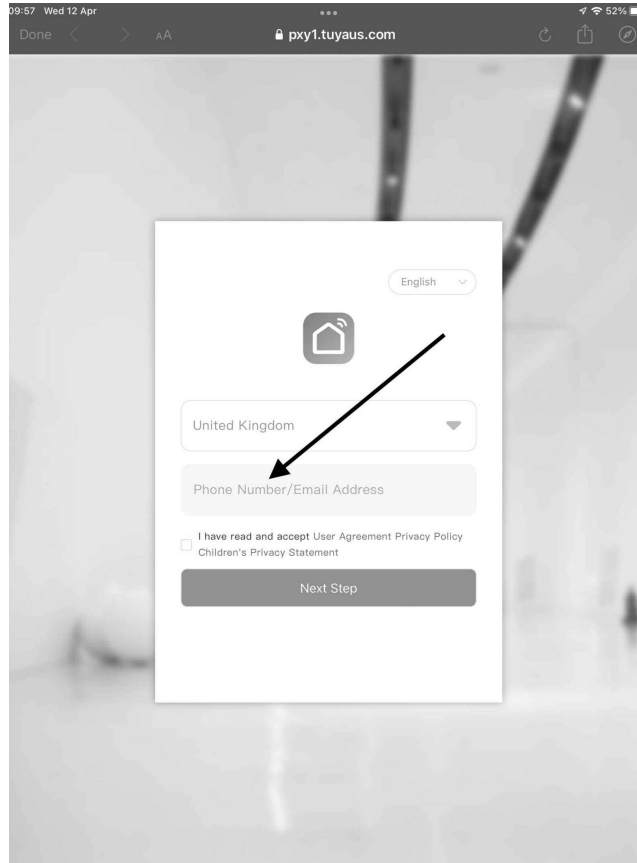 09:57 Wed 12 Apr
52%
Done
AA
pxy1.tuyaus.com
English
United Kingdom
Phone Number/Email Address
I have read and accept User Agreement Privacy Policy
Children's Privacy Statement
Next Step